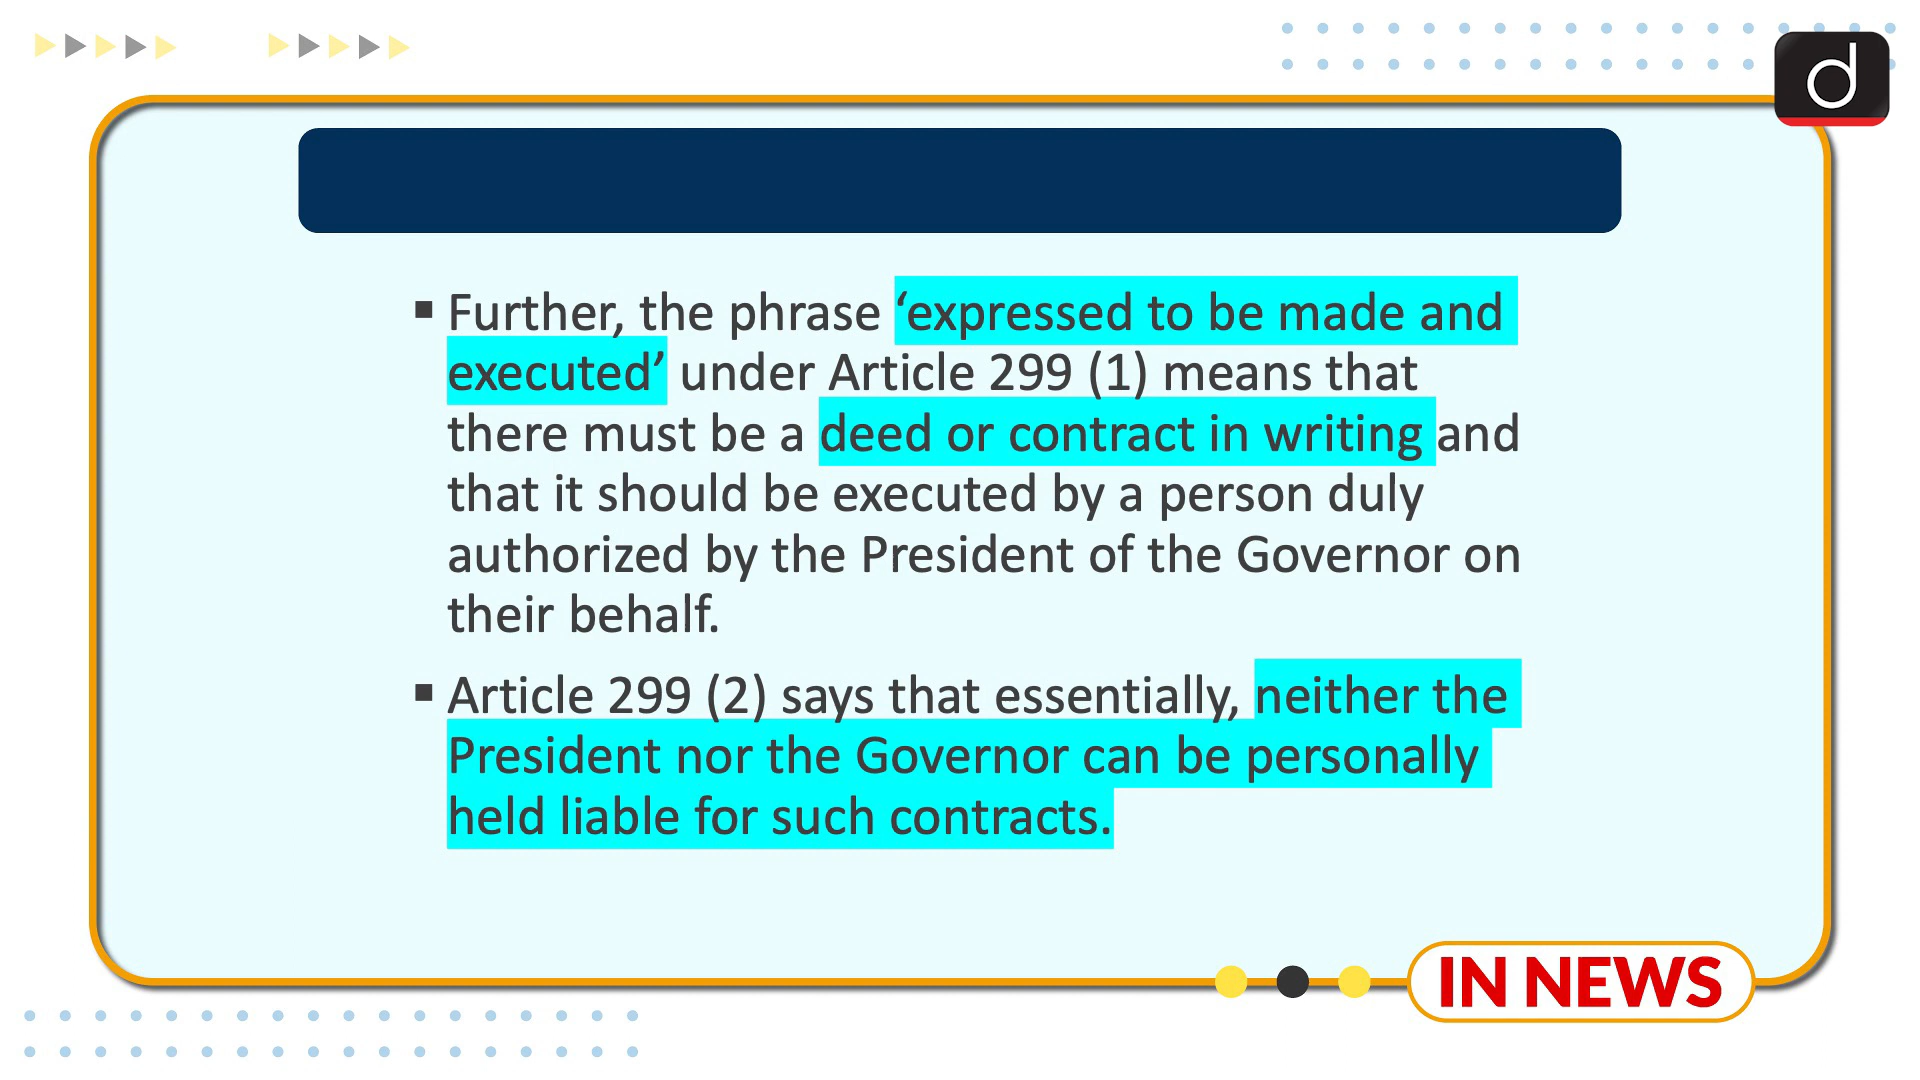 d
▪ Further, the phrase ‘expressed to be made and
executed’ under Article 299 (1) means that
there must be a deed or contract in writing and
that it should be executed by a person duly
authorized by the President of the Governor on
their behalf.
▪ Article 299 (2) says that essentially, neither the
President nor the Governor can be personally
held liable for such contracts.
IN NEWS